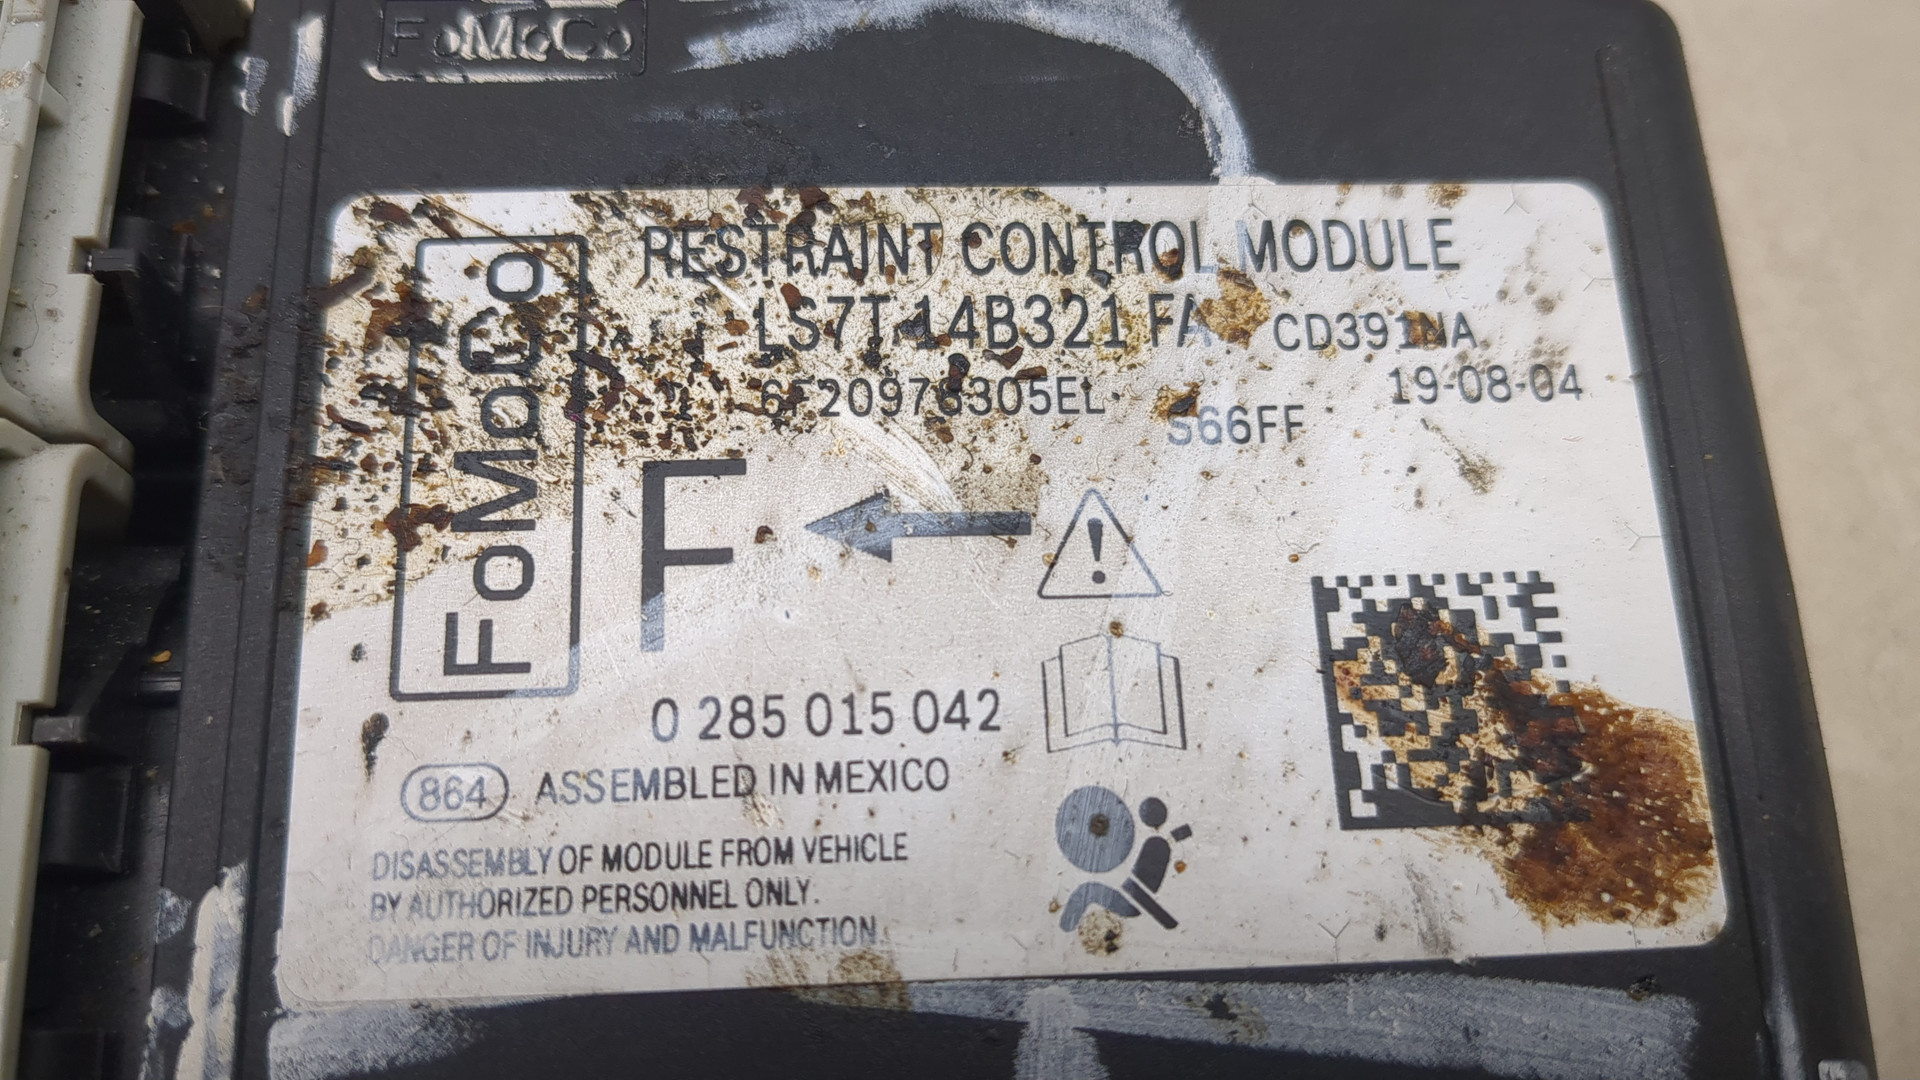 FoMoCo
FoMoCo
RESTRAINT CONTROL MODULE
LS7T 14B321 FA CD391NA
19-08-04
S66FF
F
0 285 015 042
864 ASSEMBLED IN MEXICO
DISASSEMBLY OF MODULE FROM VEHICLE
BY AUTHORIZED PERSONNEL ONLY.
DANGER OF INJURY AND MALFUNCTION.